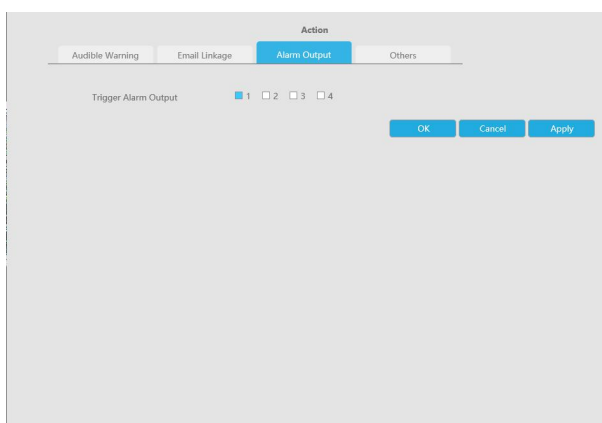 Action
Audible Warning Email Linkage Alarm Output Others
Trigger Alarm Output 1 2 3 4
OK Cancel Apply